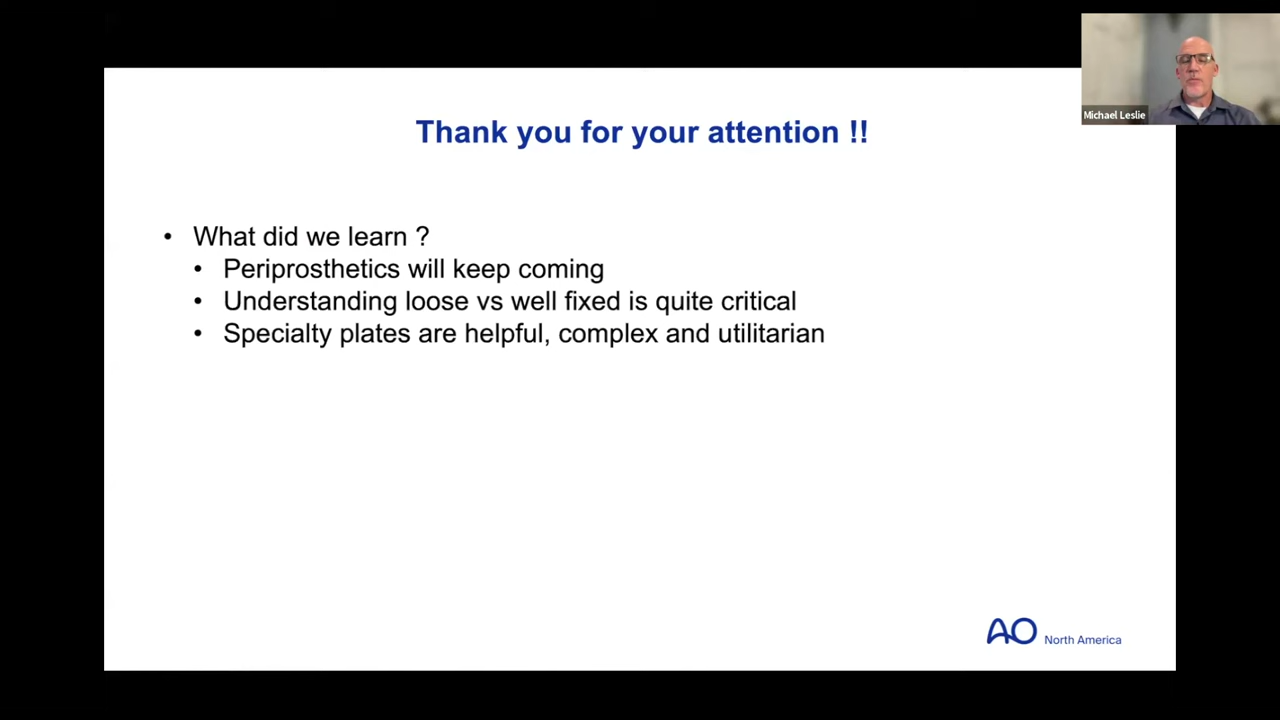 Michael Leslie
Thank you for your attention !!
• What did we learn ?
• Periprosthetics will keep coming
• Understanding loose vs well fixed is quite critical
• Specialty plates are helpful, complex and utilitarian
AO North America